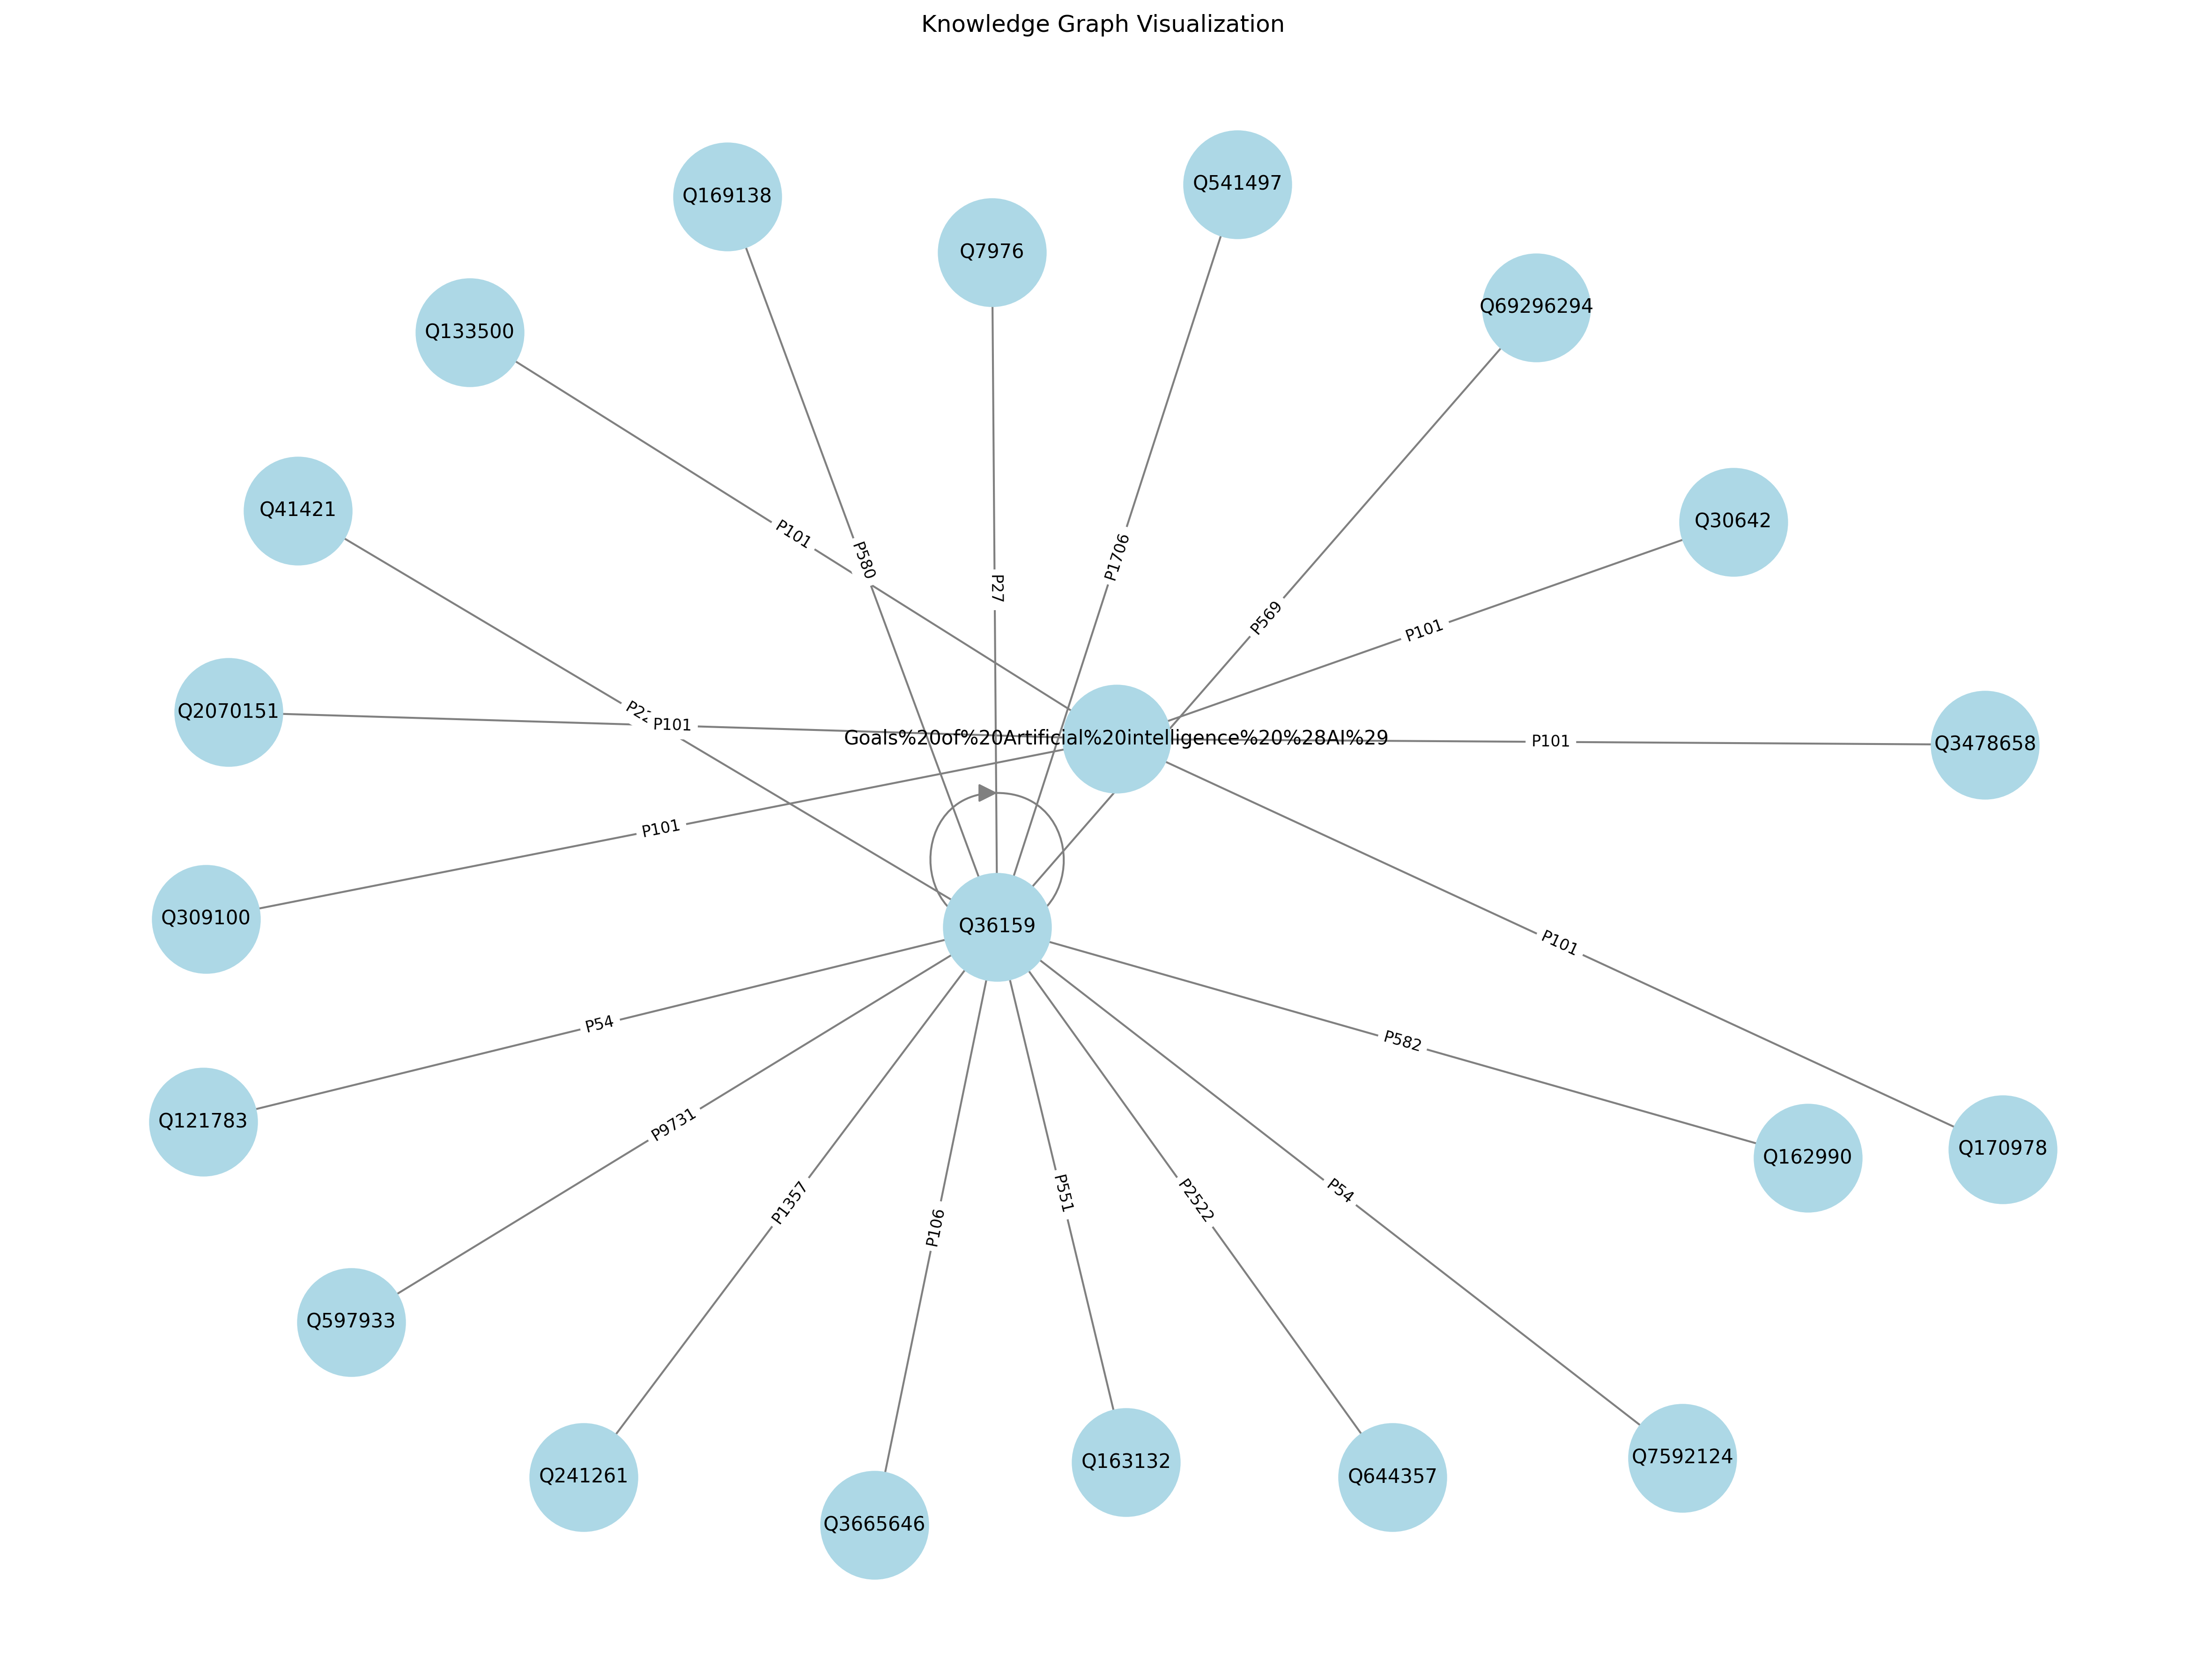 Knowledge Graph Visualization
Q541497
Q169138
Q7976
Q69296294
Q133500
Q41421
Q30642
P101
P1706
P580
P27
P569
P101
Q2070151
P101
Goals%20of%20Artificial%20intelligence%20%28AI%29
P101
Q3478658
P101
Q309100
Q36159
P101
P54
P582
Q121783
P9731
Q162990
Q170978
P1357
P106
P551
P2522
P54
Q597933
Q241261
Q3665646
Q163132
Q644357
Q7592124